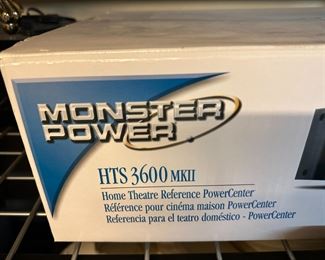 MONSTER
POWER
HTS 3600 MKII
Home Theatre Reference PowerCenter
Référence pour cinéma maison PowerCenter
Referencia para el teatro doméstico - PowerCenter